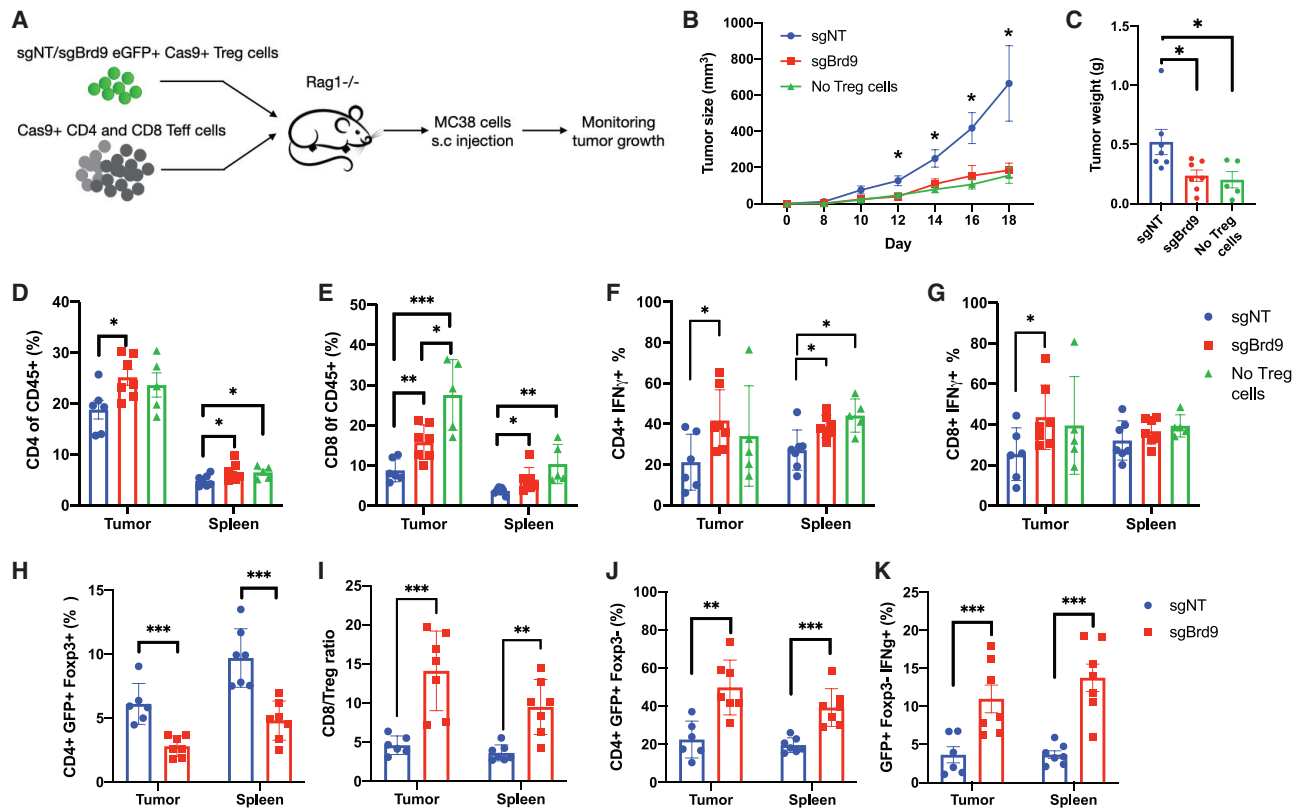 A
sgNT/sgBrd9 eGFP+ Cas9+ Treg cells
Cas9+ CD4 and CD8 Teff cells
Rag1-/-
MC38 cells
s.c injection
Monitoring
tumor growth
B
Tumor size (mm3)
1000
800
600
400
200
0
sgNT
sgBrd9
No Treg cells
* * * * *
0 8 10 12 14 16 18
Day
C
Tumor weight (g)
1.5
1.0
0.5
0.0
*
*
sgNT
sgBrd9
No Treg
cells
D
CD4 of CD45+ (%)
40
30
20
10
0
*
*
*
Tumor Spleen
E
CD8 0f CD45+ (%)
50
40
30
20
10
0
***
*
**
**
*
Tumor Spleen
F
CD4+ IFNγ+ %
100
80
60
40
20
0
*
*
*
Tumor Spleen
G
CD8+ IFNγ+ %
100
80
60
40
20
0
*
Tumor Spleen
sgNT
sgBrd9
No Treg
cells
H
CD4+ GFP+ Foxp3+ (% )
15
10
5
0
***
***
Tumor Spleen
I
CD8/Treg ratio
25
20
15
10
5
0
***
**
Tumor Spleen
J
CD4+ GFP+ Foxp3- (%)
100
80
60
40
20
0
**
***
Tumor Spleen
K
GFP+ Foxp3- IFNg+ (%)
25
20
15
10
5
0
***
***
Tumor Spleen
sgNT
sgBrd9